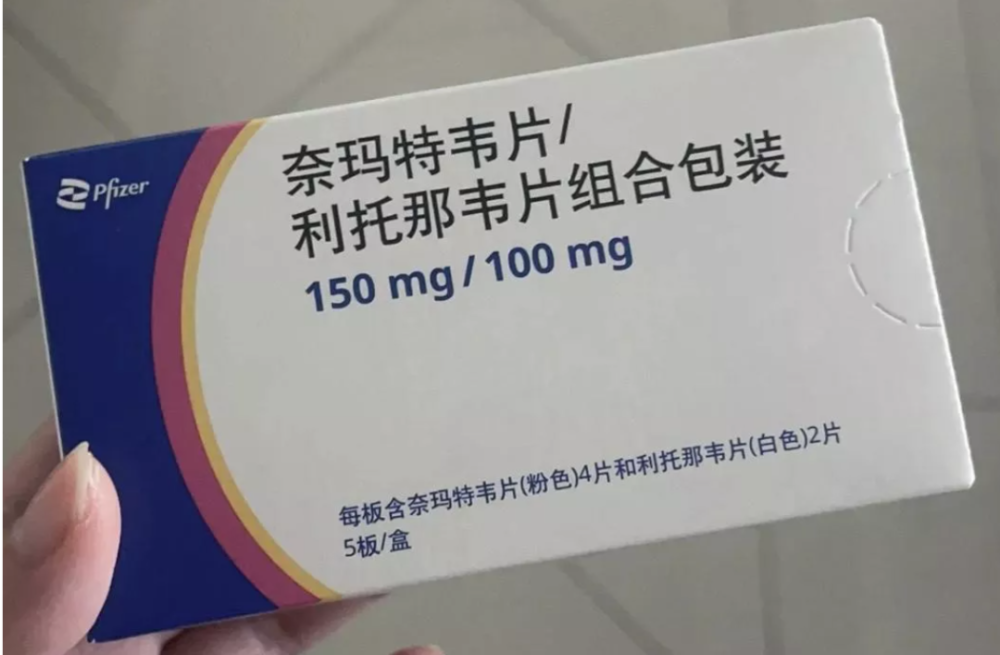 Pfizer
奈玛特韦片/
利托那韦片组合包装
150 mg/100 mg
每板含奈玛特韦片(粉色)4片和利托那韦片(白色)2片
5板/盒